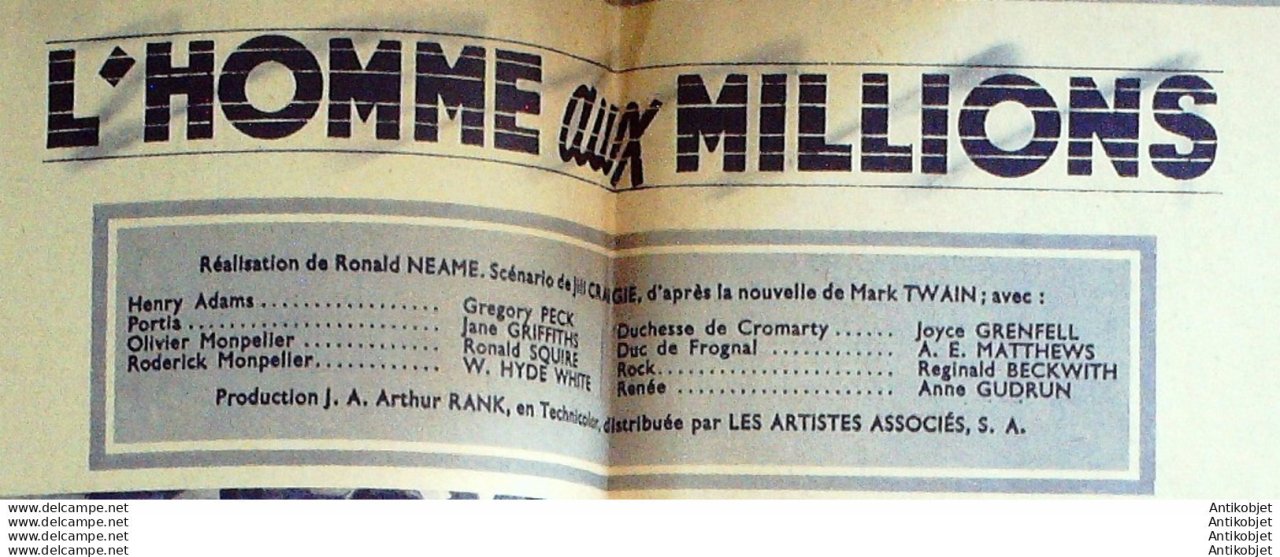 L'HOMME aux MILLIONS
Réalisation de Ronald NEAME. Scénario de Jill CRAIGIE, d'après la nouvelle de Mark TWAIN ; avec :
Henry Adams .................. Gregory PECK
Portia ........................ Jane GRIFFITHS
Olivier Monpelier ............. Ronald SQUIRE
Roderick Monpelier ............ W. HYDE WHITE
Duchesse de Cromarty ...... Joyce GRENFELL
Duc de Frognal ............ A. E. MATTHEWS
Rock ........................ Reginald BECKWITH
Renée ...................... Anne GUDRUN
Production J. A. Arthur RANK, en Technicolor, distribuée par LES ARTISTES ASSOCIÉS, S. A.
www.delcampe.net
www.delcampe.net
www.delcampe.net
www.delcampe.net
Antikobjet
Antikobjet
Antikobjet
Antikobjet